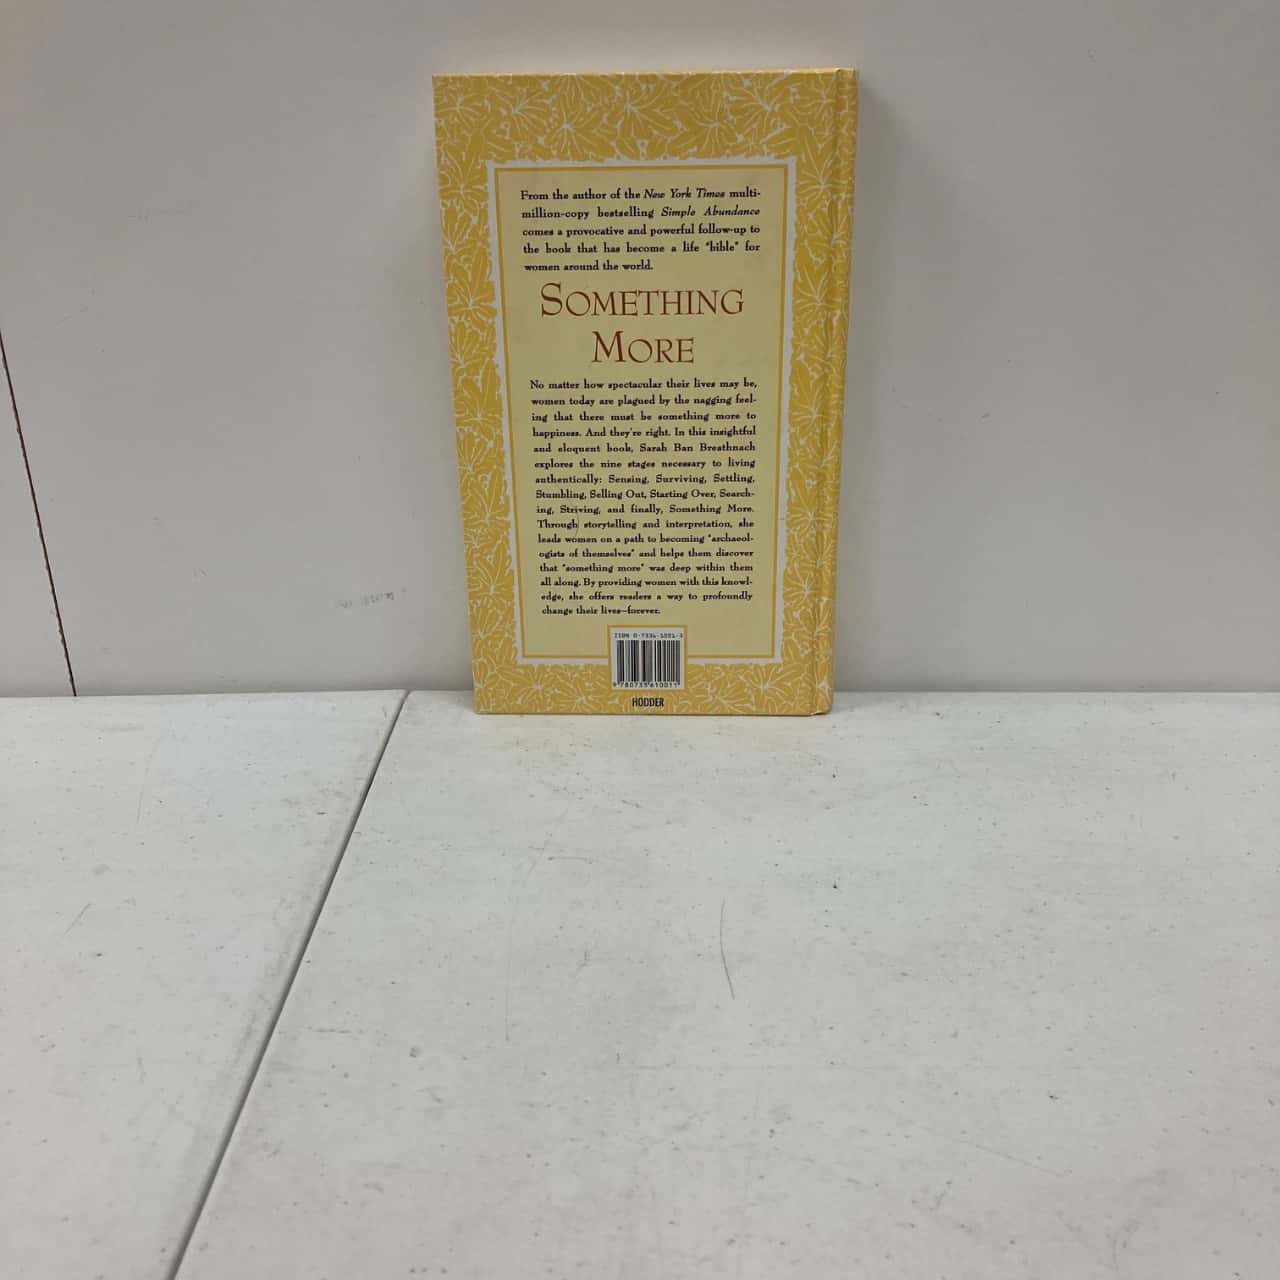 From the author of the New York Times multi-
million-copy bestselling Simple Abundance
comes a provocative and powerful follow-up to
the book that has become a life "bible" for
women around the world.
SOMETHING
MORE
No matter how spectacular their lives may be,
women today are plagued by the nagging feel-
ing that there must be something more to
happiness. And they're right. In this insightful
and eloquent book, Sarah Ban Breathnach
explores the nine stages necessary to living
authentically: Sensing, Surviving, Settling,
Stumbling, Selling Out, Starting Over, Search-
ing, Striving, and finally, Something More.
Through storytelling and interpretation, she
leads women on a path to becoming "archaeol-
ogists of themselves" and helps them discover
that "something more" was deep within them
all along. By providing women with this knowl-
edge, she offers readers a way to profoundly
change their lives—forever.
ISBN
9 780733 610011
HODDER